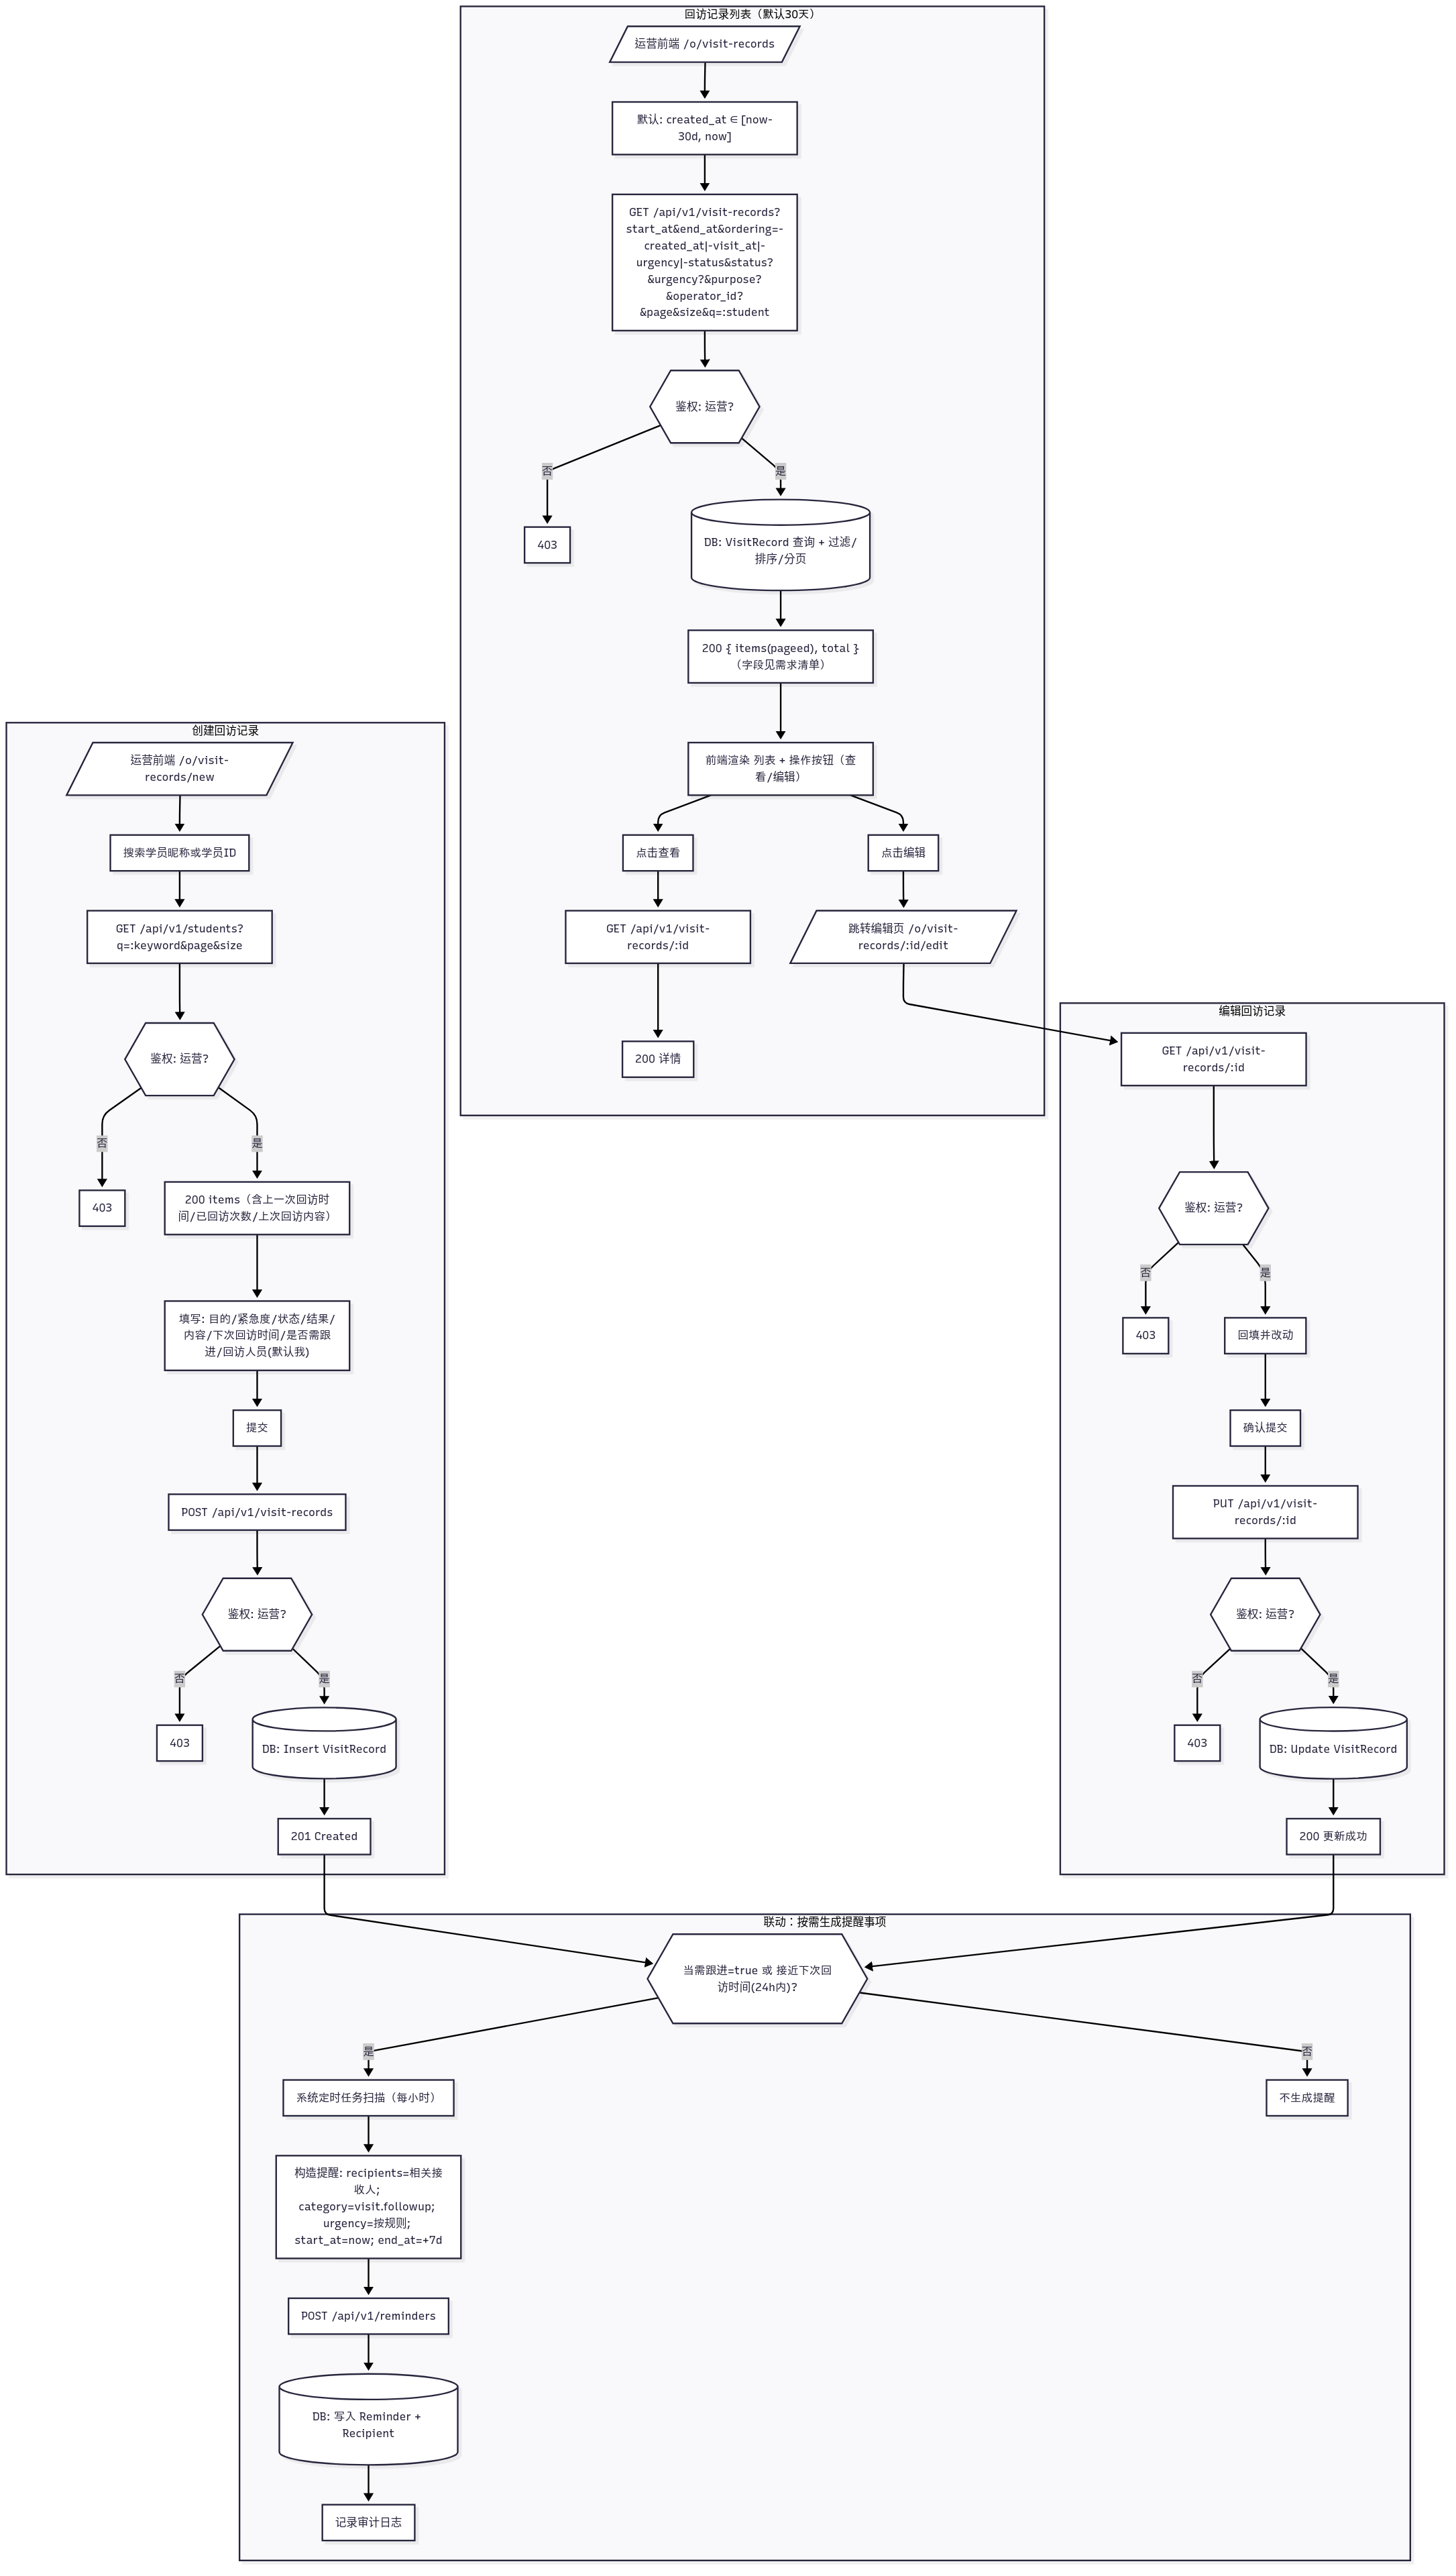 回访记录列表（默认30天）
运营前端 /o/visit-records
默认: created_at ∈ [now-
30d, now]
GET /api/v1/visit-records?
start_at&end_at&ordering=-
created_at|-visit_at|-
urgency|-status&status?
&urgency?&purpose?
&operator_id?
&page&size&q=:student
鉴权: 运营?
否
是
403
DB: VisitRecord 查询 + 过滤/
排序/分页
200 { items(pageed), total }
（字段见需求清单）
前端渲染 列表 + 操作按钮（查
看/编辑）
点击查看
点击编辑
GET /api/v1/visit-
records/:id
跳转编辑页 /o/visit-
records/:id/edit
200 详情
创建回访记录
运营前端 /o/visit-
records/new
搜索学员昵称或学员ID
GET /api/v1/students?
q=:keyword&page&size
鉴权: 运营?
否
是
403
200 items（含上一次回访时
间/已回访次数/上次回访内容）
填写: 目的/紧急度/状态/结果/
内容/下次回访时间/是否需跟
进/回访人员(默认我)
提交
POST /api/v1/visit-records
鉴权: 运营?
否
是
403
DB: Insert VisitRecord
201 Created
编辑回访记录
GET /api/v1/visit-
records/:id
鉴权: 运营?
否
是
403
回填并改动
确认提交
PUT /api/v1/visit-
records/:id
鉴权: 运营?
否
是
403
DB: Update VisitRecord
200 更新成功
联动：按需生成提醒事项
当需跟进=true 或 接近下次回
访时间(24h内)?
是
否
系统定时任务扫描（每小时）
不生成提醒
构造提醒: recipients=相关接
收人;
category=visit.followup;
urgency=按规则;
start_at=now; end_at=+7d
POST /api/v1/reminders
DB: 写入 Reminder +
Recipient
记录审计日志